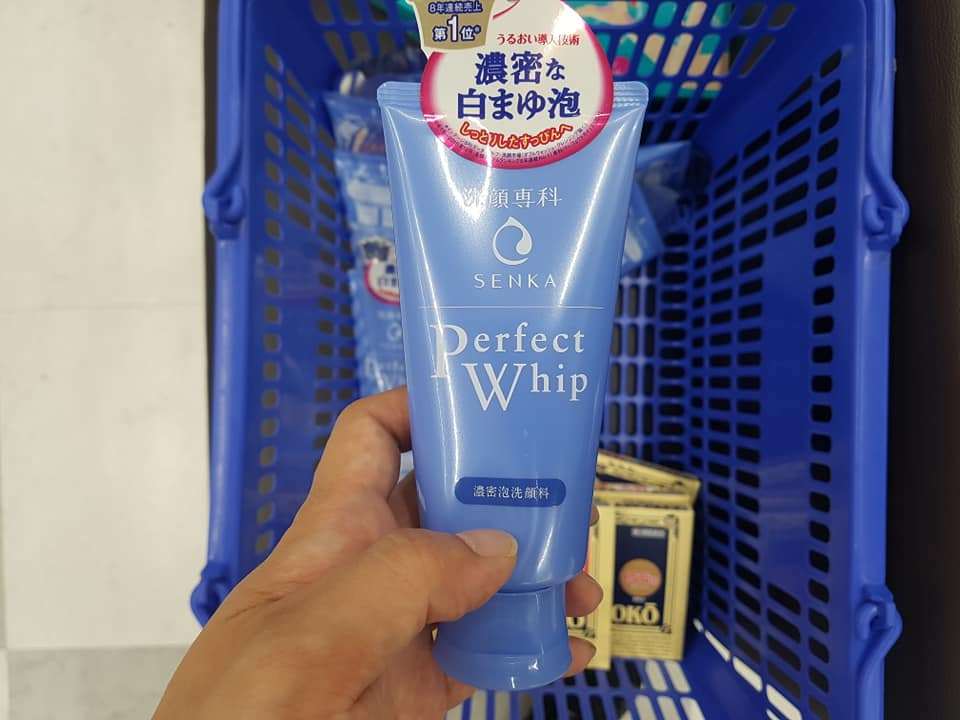 8年連続売上
第1位
うるおい導入技術
濃密な
白まゆ泡
しっとりしたすっぴんへ
洗顔専科
SENKA
Perfect
Whip
濃密泡洗顔料
OKŌ